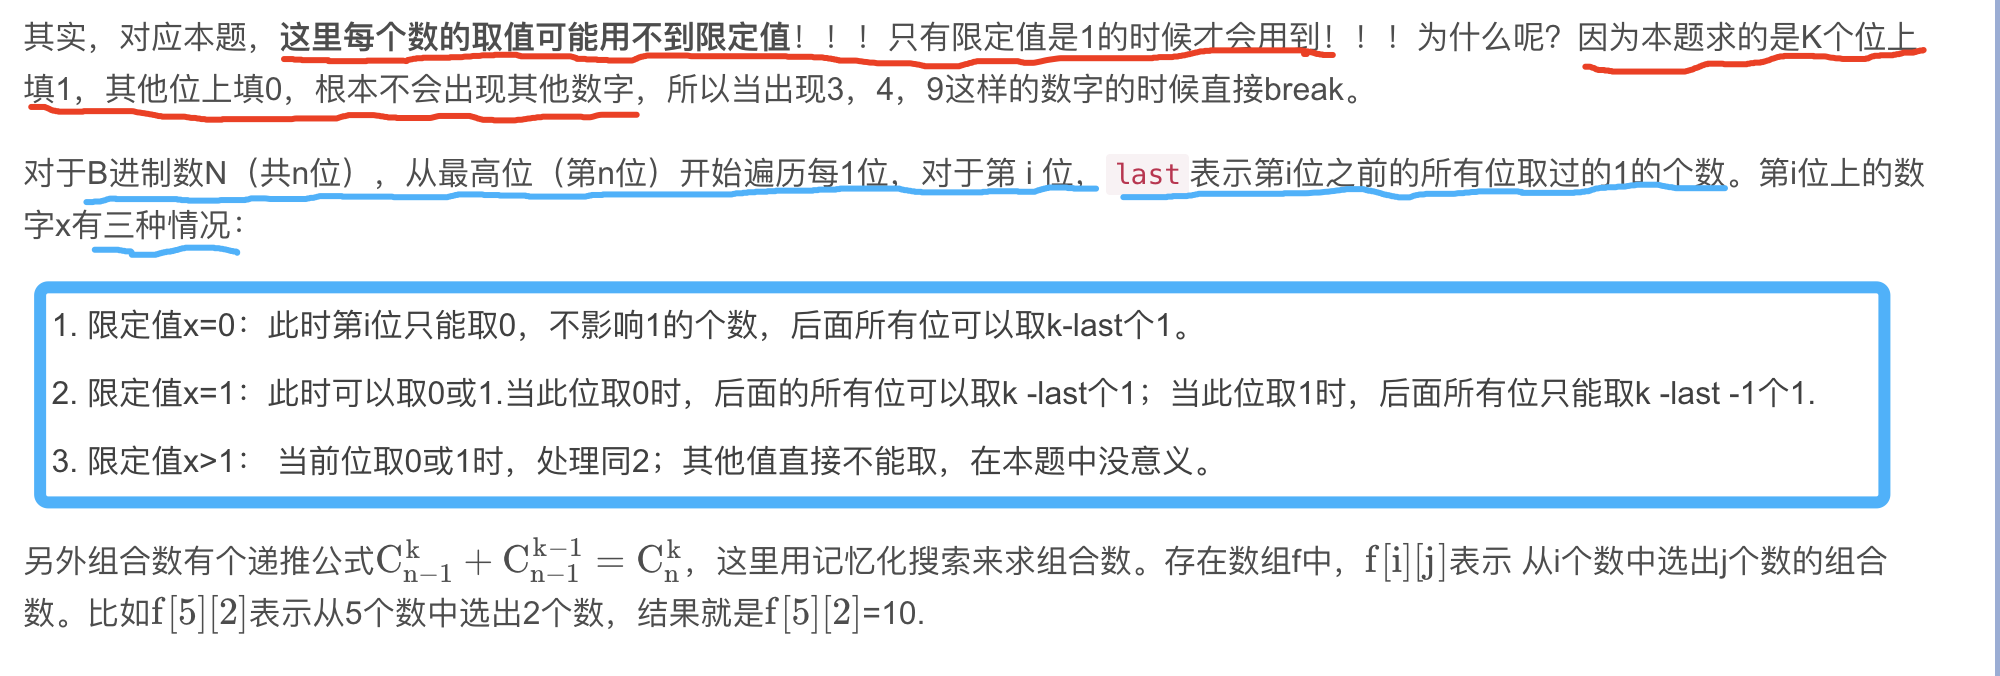 其实，对应本题，这里每个数的取值可能用不到限定值！！！只有限定值是1的时候才会用到！！！为什么呢？因为本题求的是K个位上
填1，其他位上填0，根本不会出现其他数字，所以当出现3，4，9这样的数字的时候直接break。
对于B进制数N（共n位），从最高位（第n位）开始遍历每1位，对于第 i 位， last 表示第i位之前的所有位取过的1的个数。第i位上的数
字x有三种情况：
1. 限定值x=0：此时第i位只能取0，不影响1的个数，后面所有位可以取k-last个1。
2. 限定值x=1：此时可以取0或1.当此位取0时，后面的所有位可以取k -last个1；当此位取1时，后面所有位只能取k -last -1个1.
3. 限定值x>1： 当前位取0或1时，处理同2；其他值直接不能取，在本题中没意义。
另外组合数有个递推公式$C_{n-1}^{k} + C_{n-1}^{k-1} = C_{n}^{k}$，这里用记忆化搜索来求组合数。存在数组f中，f[i][j]表示 从i个数中选出j个数的组合
数。比如f[5][2]表示从5个数中选出2个数，结果就是f[5][2]=10.